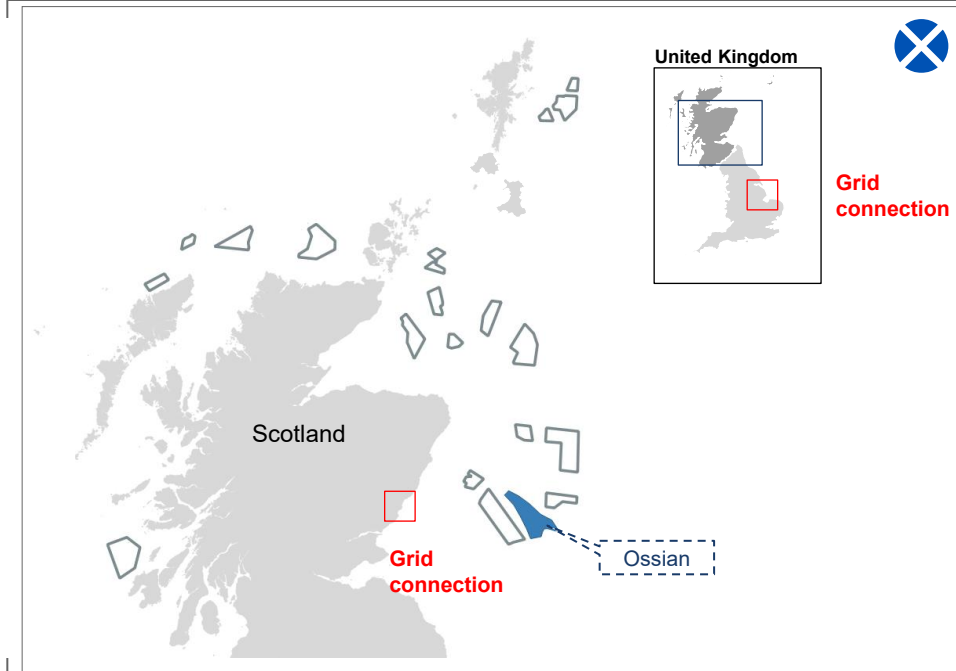 United Kingdom
Grid
connection
Scotland
Grid
connection
Ossian